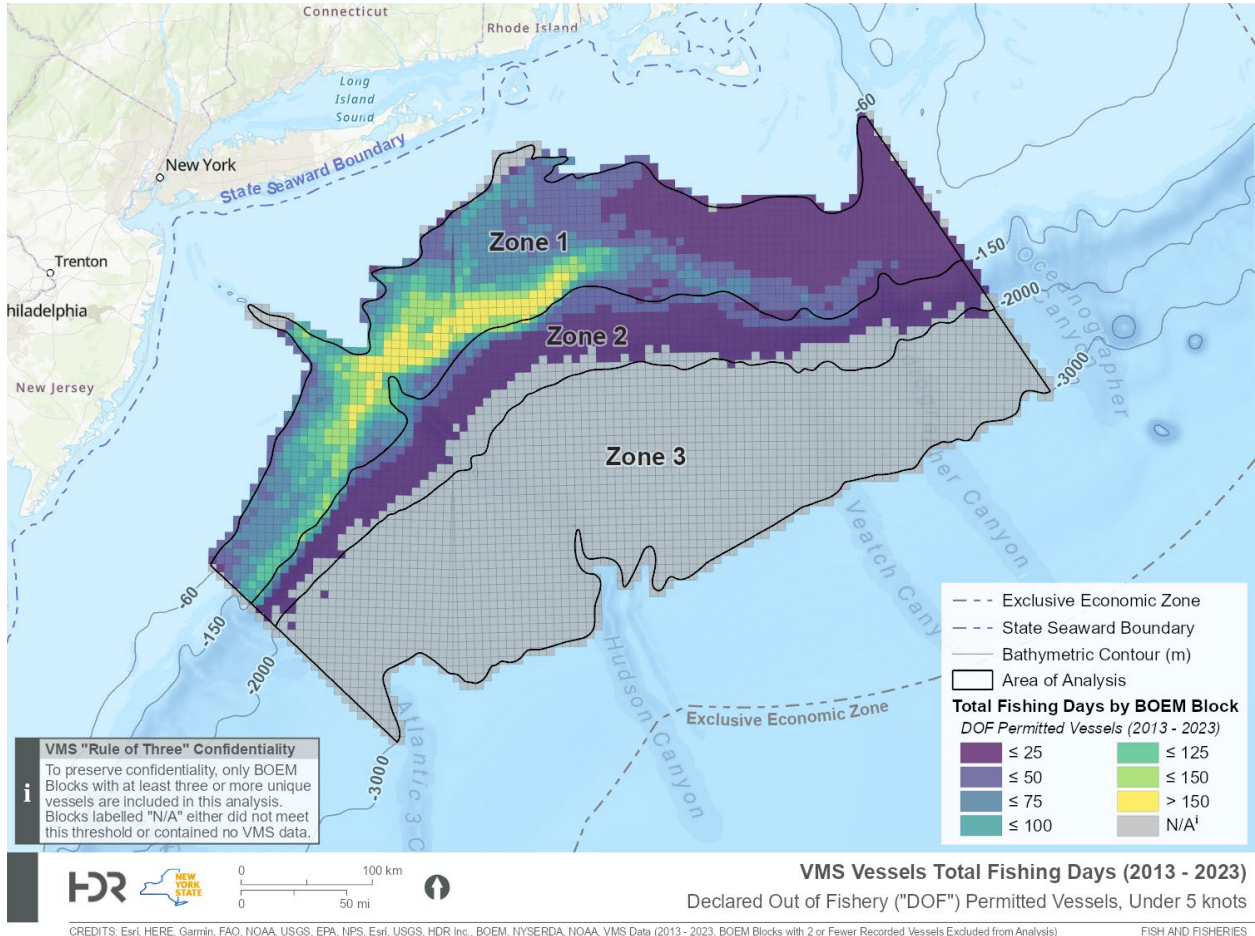 Connecticut
Rhode Island
Long
Island
Sound
New York
State Seaward Boundary
-60
Trenton
Zone 1
-150
Oceanographer
Canyon
-2000
Zone 2
New Jersey
-3000
Zone 3
Veatch Canyon
-60
-150
-2000
Hudson Canyon
Exclusive Economic Zone
-3000
VMS "Rule of Three" Confidentiality
i
To preserve confidentiality, only BOEM
Blocks with at least three or more unique
vessels are included in this analysis.
Blocks labelled "N/A" either did not meet
this threshold or contained no VMS data.
Exclusive Economic Zone
State Seaward Boundary
Bathymetric Contour (m)
Area of Analysis
Total Fishing Days by BOEM Block
DOF Permitted Vessels (2013 - 2023)
≤ 25
≤ 50
≤ 75
≤ 100
≤ 125
≤ 150
> 150
N/Aⁱ
HDR
NEW
YORK
STATE
0 100 km
0 50 mi
VMS Vessels Total Fishing Days (2013 - 2023)
Declared Out of Fishery ("DOF") Permitted Vessels, Under 5 knots
CREDITS: Esri, HERE, Garmin, FAO, NOAA, USGS, EPA, NPS, Esri, USGS, HDR Inc., BOEM, NYSERDA, NOAA, VMS Data (2013 - 2023, BOEM Blocks with 2 or Fewer Recorded Vessels Excluded from Analysis)
FISH AND FISHERIES